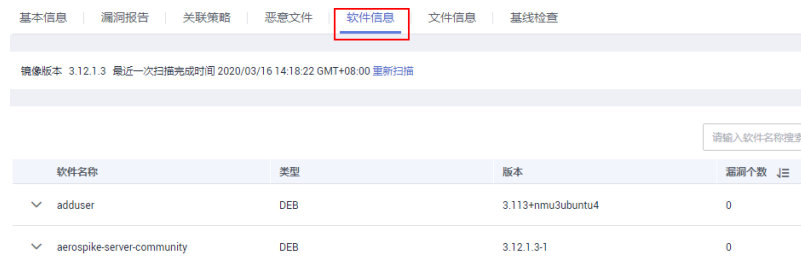 基本信息 漏洞报告 关联策略 恶意文件 软件信息 文件信息 基线检查
镜像版本 3.12.1.3 最近一次扫描完成时间 2020/03/16 14:18:22 GMT+08:00 重新扫描
请输入软件名称搜索
软件名称 类型 版本 漏洞个数
adduser DEB 3.113+nmu3ubuntu4 0
aerospike-server-community DEB 3.12.1.3-1 0